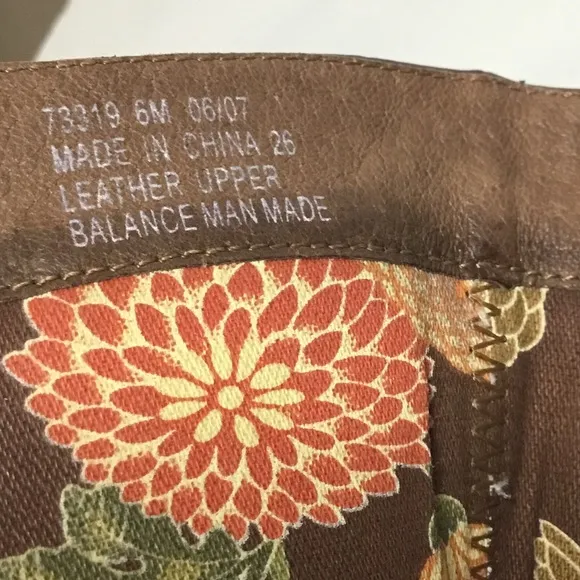 73319 6M 06/07
MADE IN CHINA 26
LEATHER UPPER
BALANCE MAN MADE